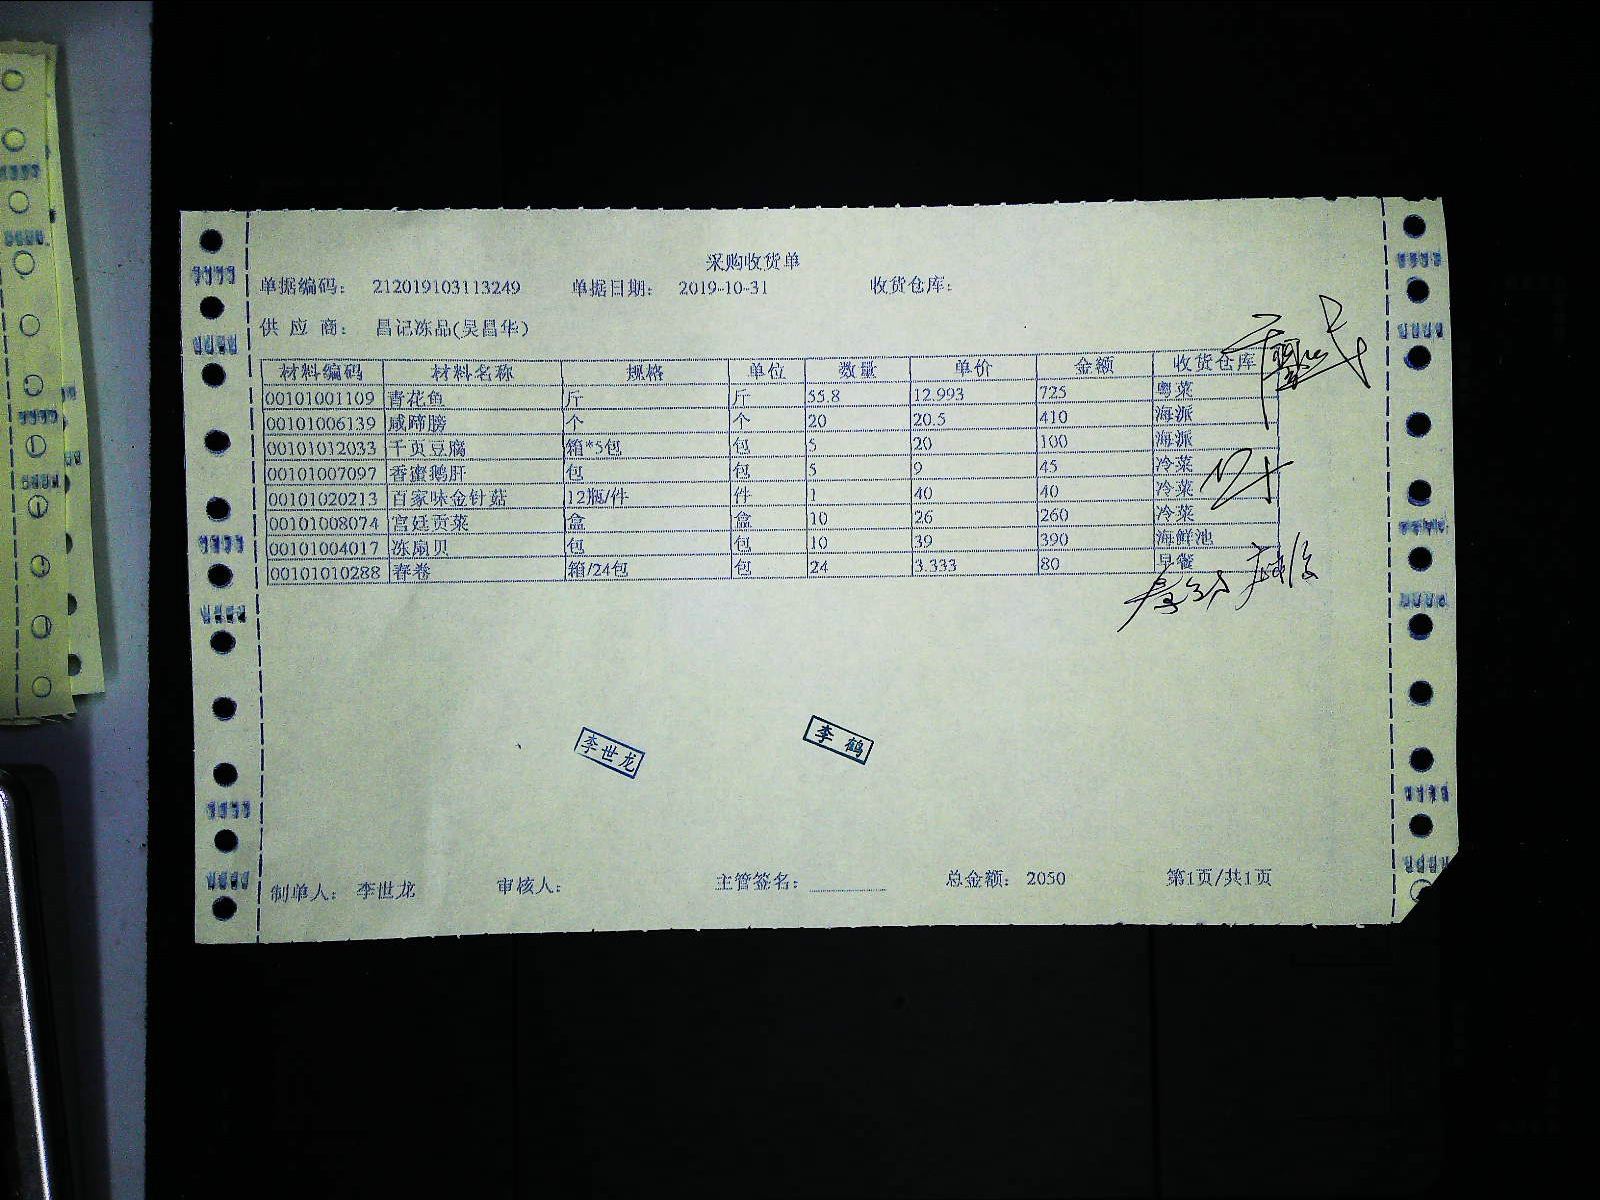 采购收货单
单据编码： 212019103113249 单据日期： 2019-10-31 收货仓库：
供 应 商： 昌记冻品(吴昌华)
材料编码 材料名称 规格 单位 数量 单价 金额 收货仓库
00101001109 青花鱼 斤 斤 55.8 12.993 725 粤菜
00101006139 咸蹄膀 个 个 20 20.5 410 海派
00101012033 千页豆腐 箱*5包 包 5 20 100 海派
00101007097 香蜜鹅肝 包 包 5 9 45 冷菜
00101020213 百家味金针菇 12瓶/件 件 1 40 40 冷菜
00101008074 宫廷贡菜 盒 盒 10 26 260 冷菜
00101004017 冻扇贝 包 包 10 39 390 海鲜池
00101010288 春卷 箱/24包 包 24 3.333 80 早餐
李世龙 李鹤
制单人： 李世龙 审核人： 主管签名： 总金额： 2050 第1页/共1页